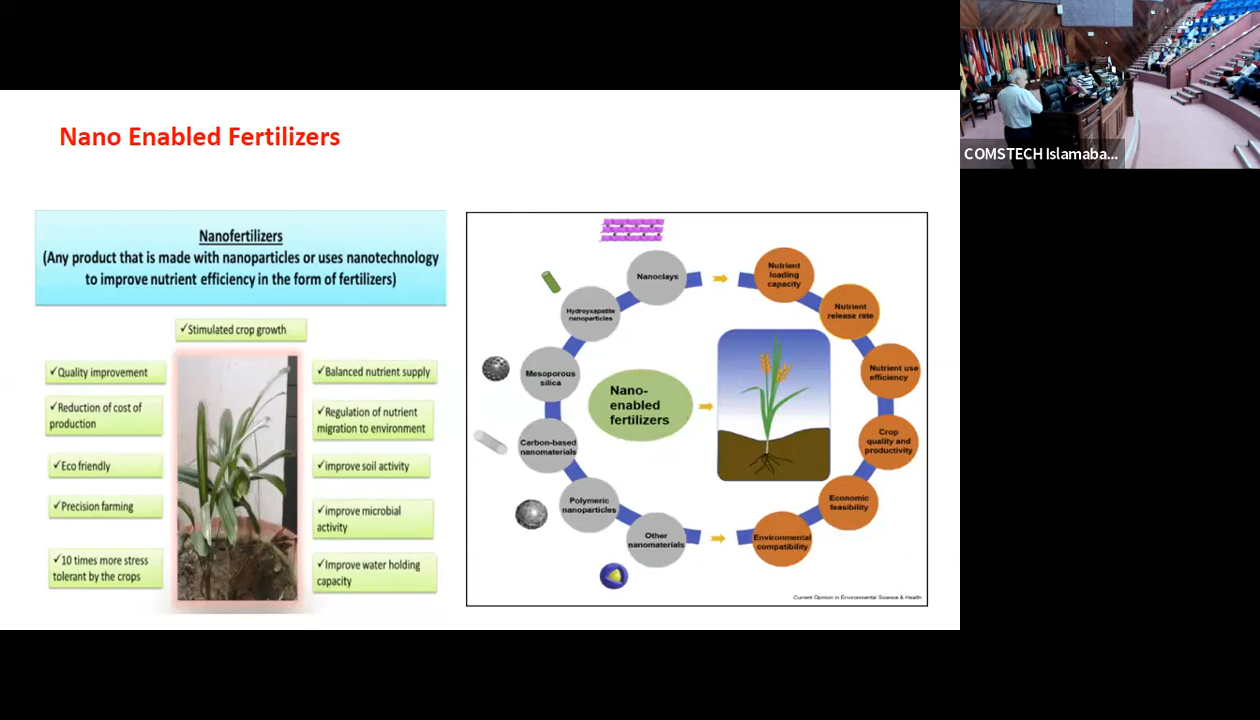 Nano Enabled Fertilizers
Nanofertilizers
(Any product that is made with nanoparticles or uses nanotechnology
to improve nutrient efficiency in the form of fertilizers)
✓Stimulated crop growth
✓Quality improvement
✓Reduction of cost of
production
✓Eco friendly
✓Precision farming
✓10 times more stress
tolerant by the crops
✓Balanced nutrient supply
✓Regulation of nutrient
migration to environment
✓improve soil activity
✓improve microbial
activity
✓Improve water holding
capacity
Nanoclays
Hydroyxapatite
nanoparticles
Mesoporous
silica
Carbon-based
nanomaterials
Polymeric
nanoparticles
Other
nanomaterials
Nano-
enabled
fertilizers
Nutrient
loading
capacity
Nutrient
release rate
Nutrient use
efficiency
Crop
quality and
productivity
Economic
feasibility
Environmental
compatibility
Current Opinion in Environmental Science & Health
COMSTECH Islamaba...